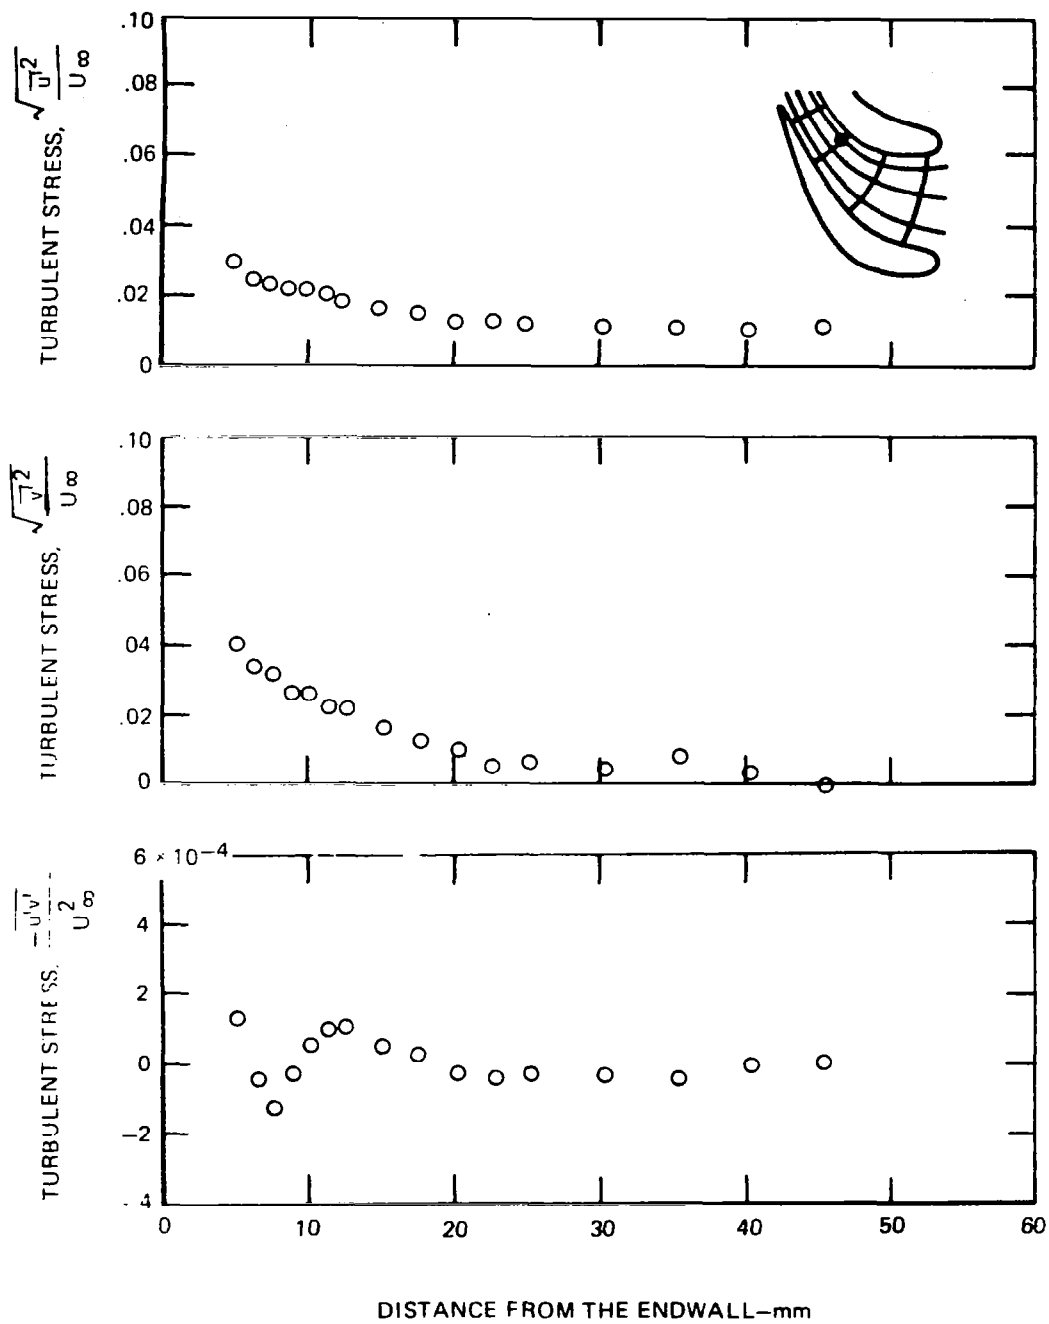 TURBULENT STRESS, √u'² / U∞
.10
.08
.06
.04
.02
0
TURBULENT STRESS, √v'² / U∞
.10
.08
.06
.04
.02
0
TURBULENT STRESS, −u'v' / U²∞
6 × 10⁻⁴
4
2
0
−2
-4
0 10 20 30 40 50 60
DISTANCE FROM THE ENDWALL–mm